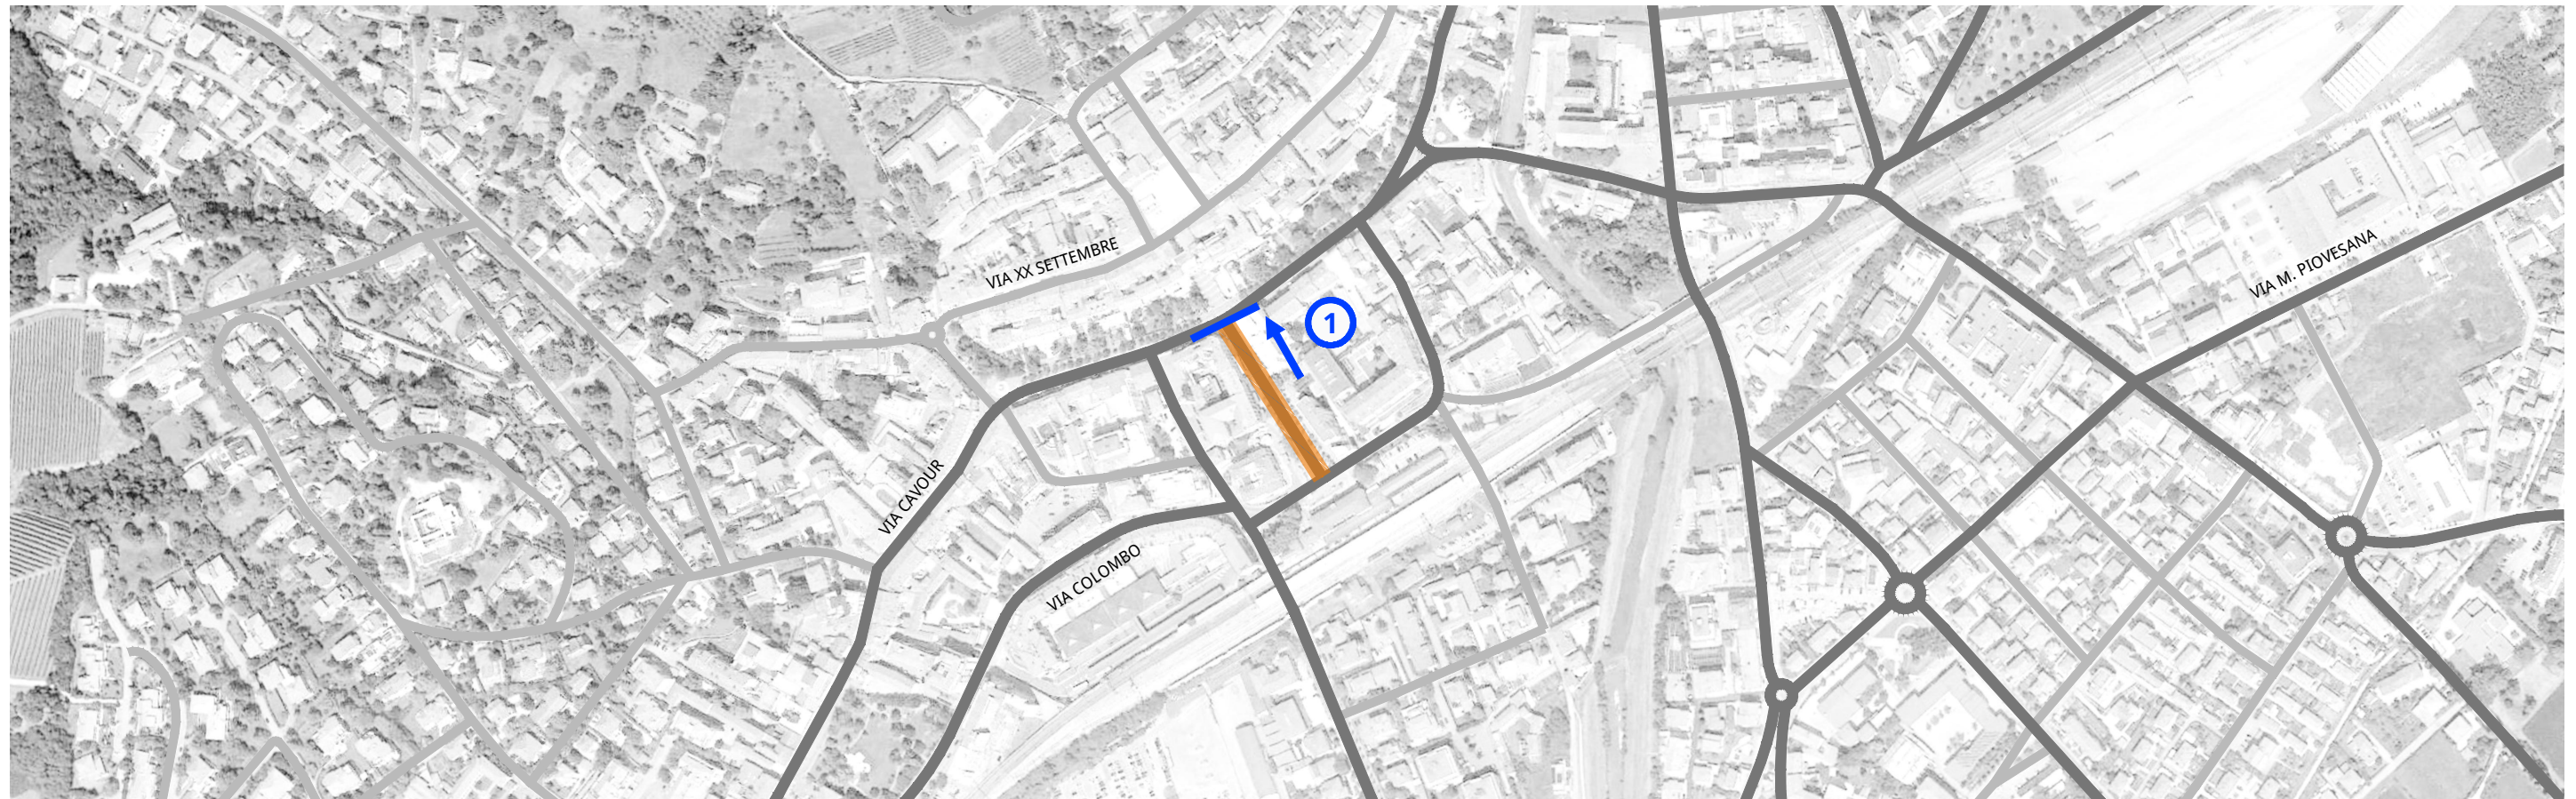 VIA XX SETTEMBRE
VIA M. PIOVESANA
1
VIA CAVOUR
VIA COLOMBO